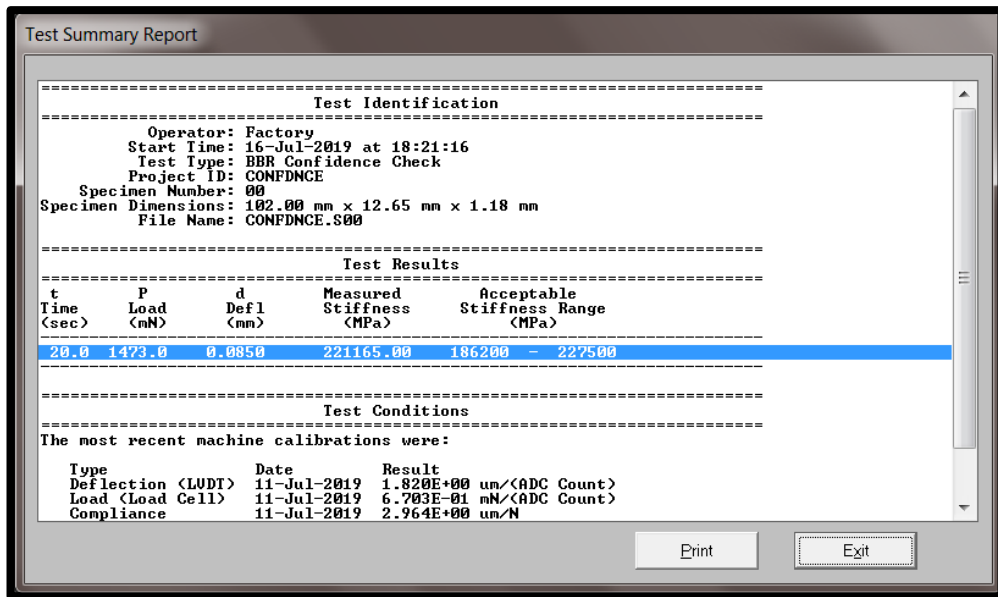 Test Summary Report
==========================================================================
Test Identification
==========================================================================
Operator: Factory
Start Time: 16-Jul-2019 at 18:21:16
Test Type: BBR Confidence Check
Project ID: CONFDNCE
Specimen Number: 00
Specimen Dimensions: 102.00 mm x 12.65 mm x 1.18 mm
File Name: CONFDNCE.S00
==========================================================================
Test Results
==========================================================================
t P d Measured Acceptable
Time Load Defl Stiffness Stiffness Range
(sec) (mN) (mm) (MPa) (MPa)
--------------------------------------------------------------------------
20.0 1473.0 0.0850 221165.00 186200 - 227500
--------------------------------------------------------------------------
==========================================================================
Test Conditions
==========================================================================
The most recent machine calibrations were:
Type Date Result
Deflection (LVDT) 11-Jul-2019 1.820E+00 um/(ADC Count)
Load (Load Cell) 11-Jul-2019 6.703E-01 mN/(ADC Count)
Compliance 11-Jul-2019 2.964E+00 um/N
Print Exit